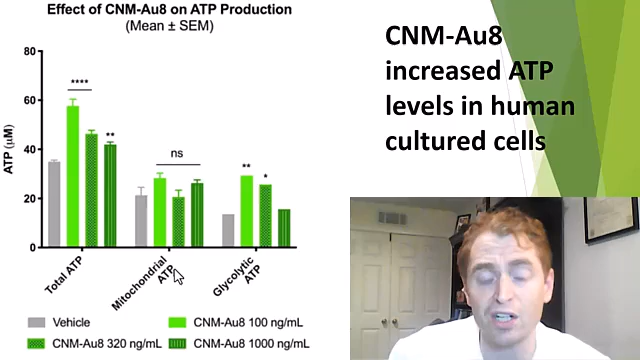 Effect of CNM-Au8 on ATP Production
(Mean ± SEM)
CNM-Au8
increased ATP
levels in human
cultured cells
ATP (μM)
80
60
40
20
0
****
**
ns
**
*
Total ATP
Mitochondrial
ATP
Glycolytic
ATP
Vehicle
CNM-Au8 100 ng/mL
CNM-Au8 320 ng/mL
CNM-Au8 1000 ng/mL